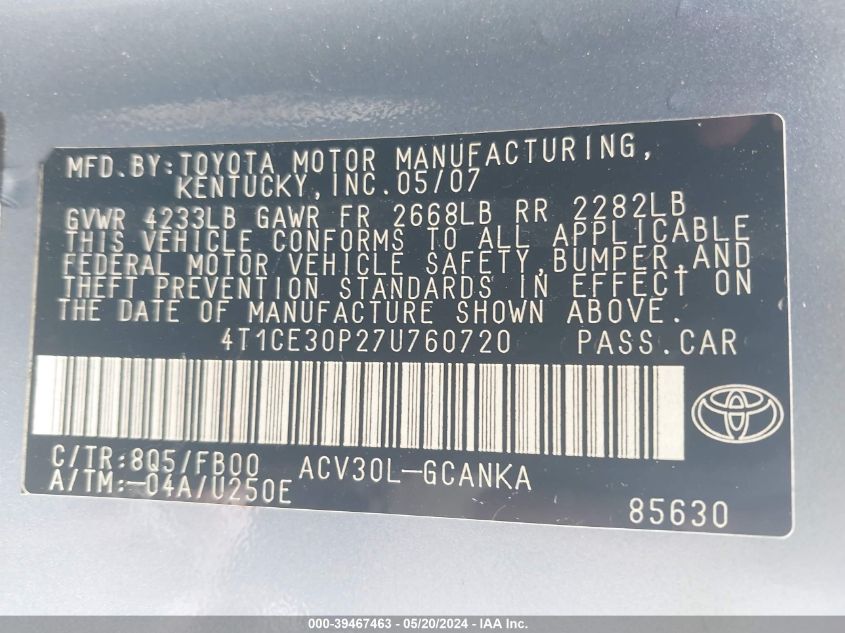 MFD.BY:TOYOTA MOTOR MANUFACTURING,
KENTUCKY,INC.05/07
GVWR 4233LB GAWR FR 2668LB RR 2282LB
THIS VEHICLE CONFORMS TO ALL APPLICABLE
FEDERAL MOTOR VEHICLE SAFETY,BUMPER,AND
THEFT PREVENTION STANDARDS IN EFFECT ON
THE DATE OF MANUFACTURE SHOWN ABOVE.
4T1CE30P27U760720 PASS.CAR
C/TR:8Q5/FB00 ACV30L-GCANKA
A/TM:-04A/U250E
85630
000-39467463 - 05/20/2024 - IAA Inc.